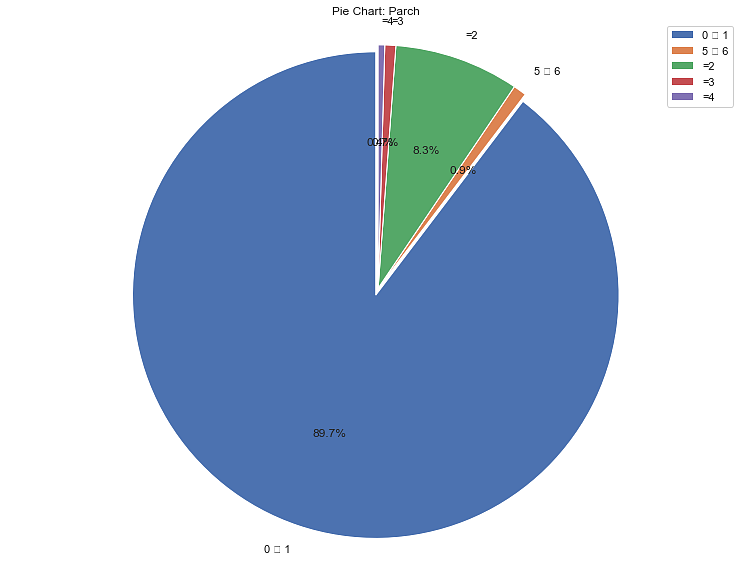 Pie Chart: Parch
=4
=3
=2
5 □ 6
8.3%
0.9%
89.7%
0 □ 1
0 □ 1
5 □ 6
=2
=3
=4